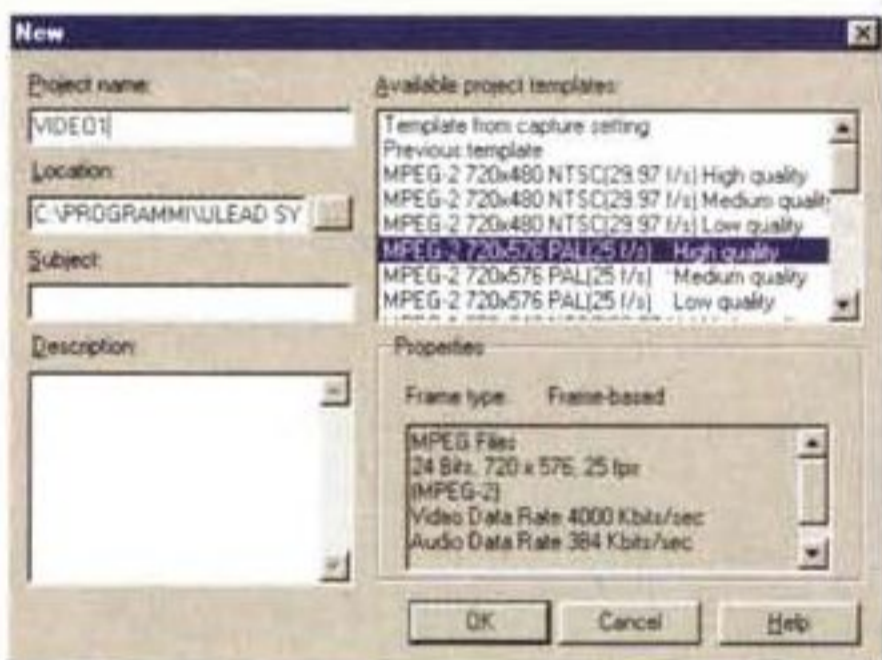 New
Project name:
VIDEO1
Location:
C:\PROGRAMMI\ULEAD SY
Subject:
Description:
Available project templates:
Template from capture setting
Previous template
MPEG-2 720x480 NTSC(29.97 f/s) High quality
MPEG-2 720x480 NTSC(29.97 f/s) Medium quality
MPEG-2 720x480 NTSC(29.97 f/s) Low quality
MPEG-2 720x576 PAL(25 f/s) High quality
MPEG-2 720x576 PAL(25 f/s) Medium quality
MPEG-2 720x576 PAL(25 f/s) Low quality
Properties
Frame type: Frame-based
MPEG Files
24 Bits, 720 x 576, 25 fps
(MPEG-2)
Video Data Rate 4000 Kbits/sec
Audio Data Rate 384 Kbits/sec
OK
Cancel
Help